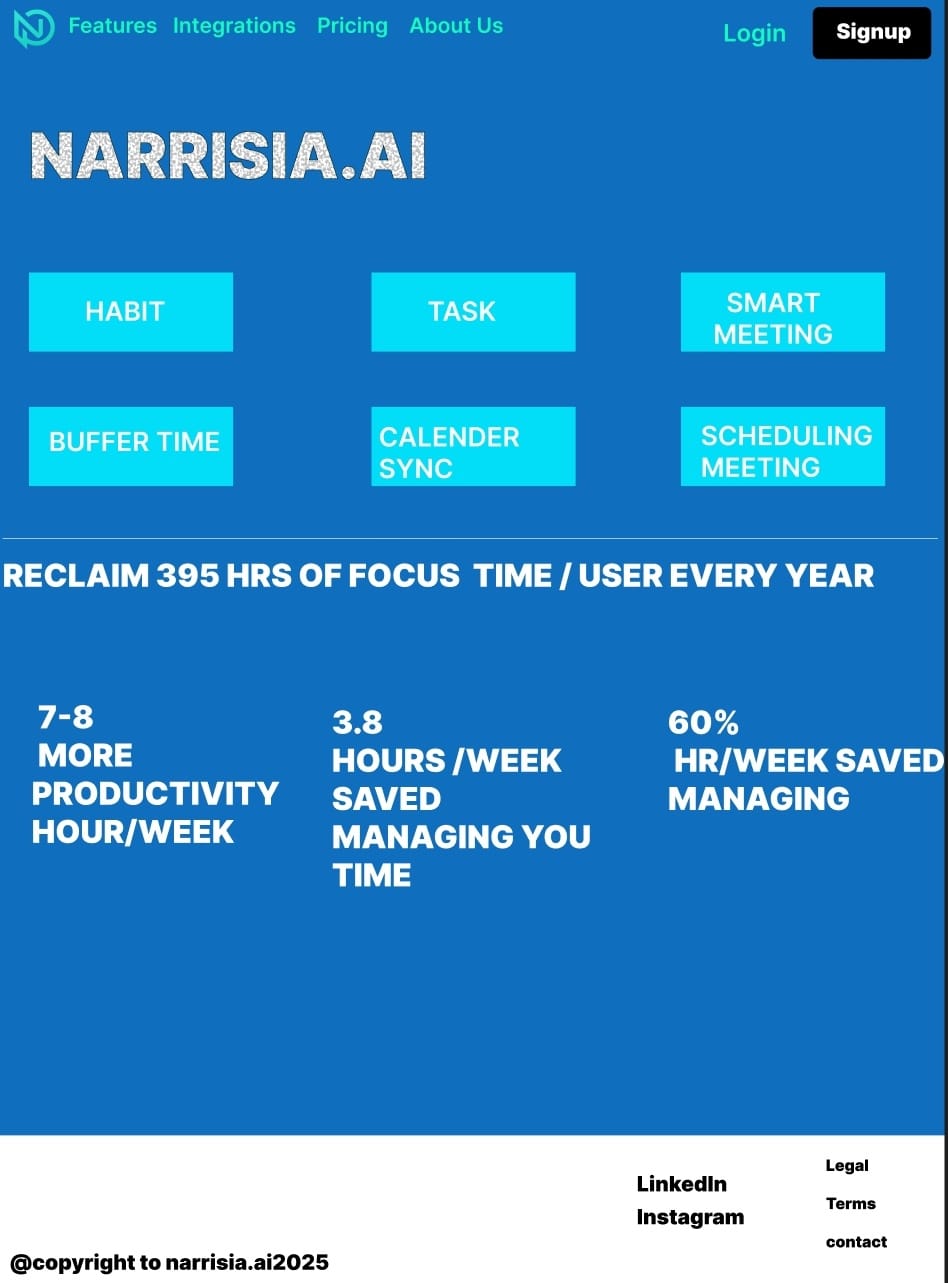 Features Integrations Pricing About Us
Login
Signup
NARRISIA.AI
HABIT
TASK
SMART
MEETING
BUFFER TIME
CALENDER
SYNC
SCHEDULING
MEETING
RECLAIM 395 HRS OF FOCUS TIME / USER EVERY YEAR
7-8
MORE
PRODUCTIVITY
HOUR/WEEK
3.8
HOURS /WEEK
SAVED
MANAGING YOU
TIME
60%
HR/WEEK SAVED
MANAGING
LinkedIn
Instagram
Legal
Terms
contact
@copyright to narrisia.ai2025